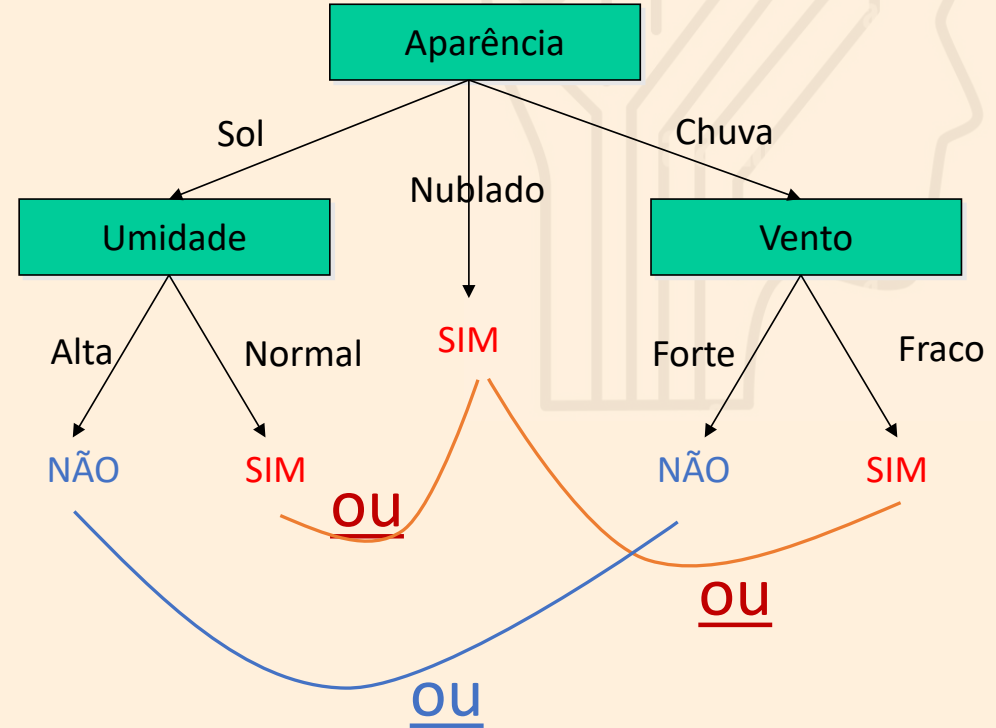 Aparência
Sol
Chuva
Nublado
Umidade
Vento
Alta
Normal
SIM
Forte
Fraco
NÃO
SIM
NÃO
SIM
ou
ou
ou